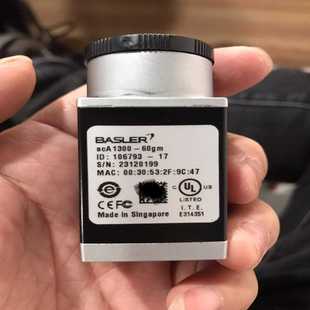 BASLER
acA1300-60gm
ID: 106793-17
S/N: 23120199
MAC: 00:30:53:2F:9C:47
C UL US
LISTED
CE FC
I.T.E.
Made in Singapore
E314351